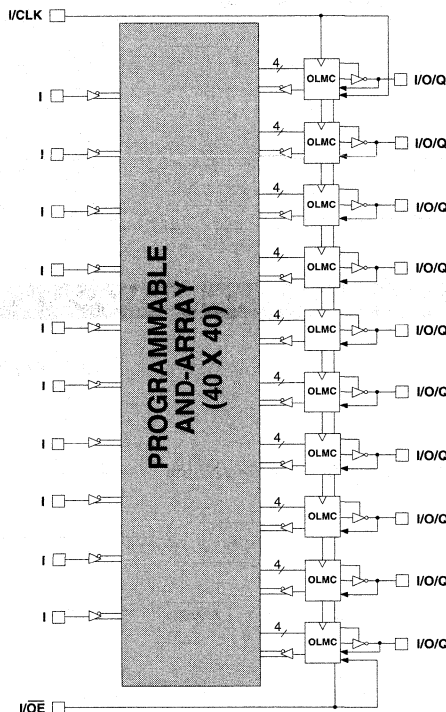 I/CLK
4
OLMC
I/O/Q
I
4
OLMC
I/O/Q
I
4
OLMC
I/O/Q
I
4
OLMC
I/O/Q
I
4
OLMC
I/O/Q
I
PROGRAMMABLE
AND-ARRAY
(40 X 40)
4
OLMC
I/O/Q
I
4
OLMC
I/O/Q
I
4
OLMC
I/O/Q
I
4
OLMC
I/O/Q
I
4
OLMC
I/O/Q
I
I/OE